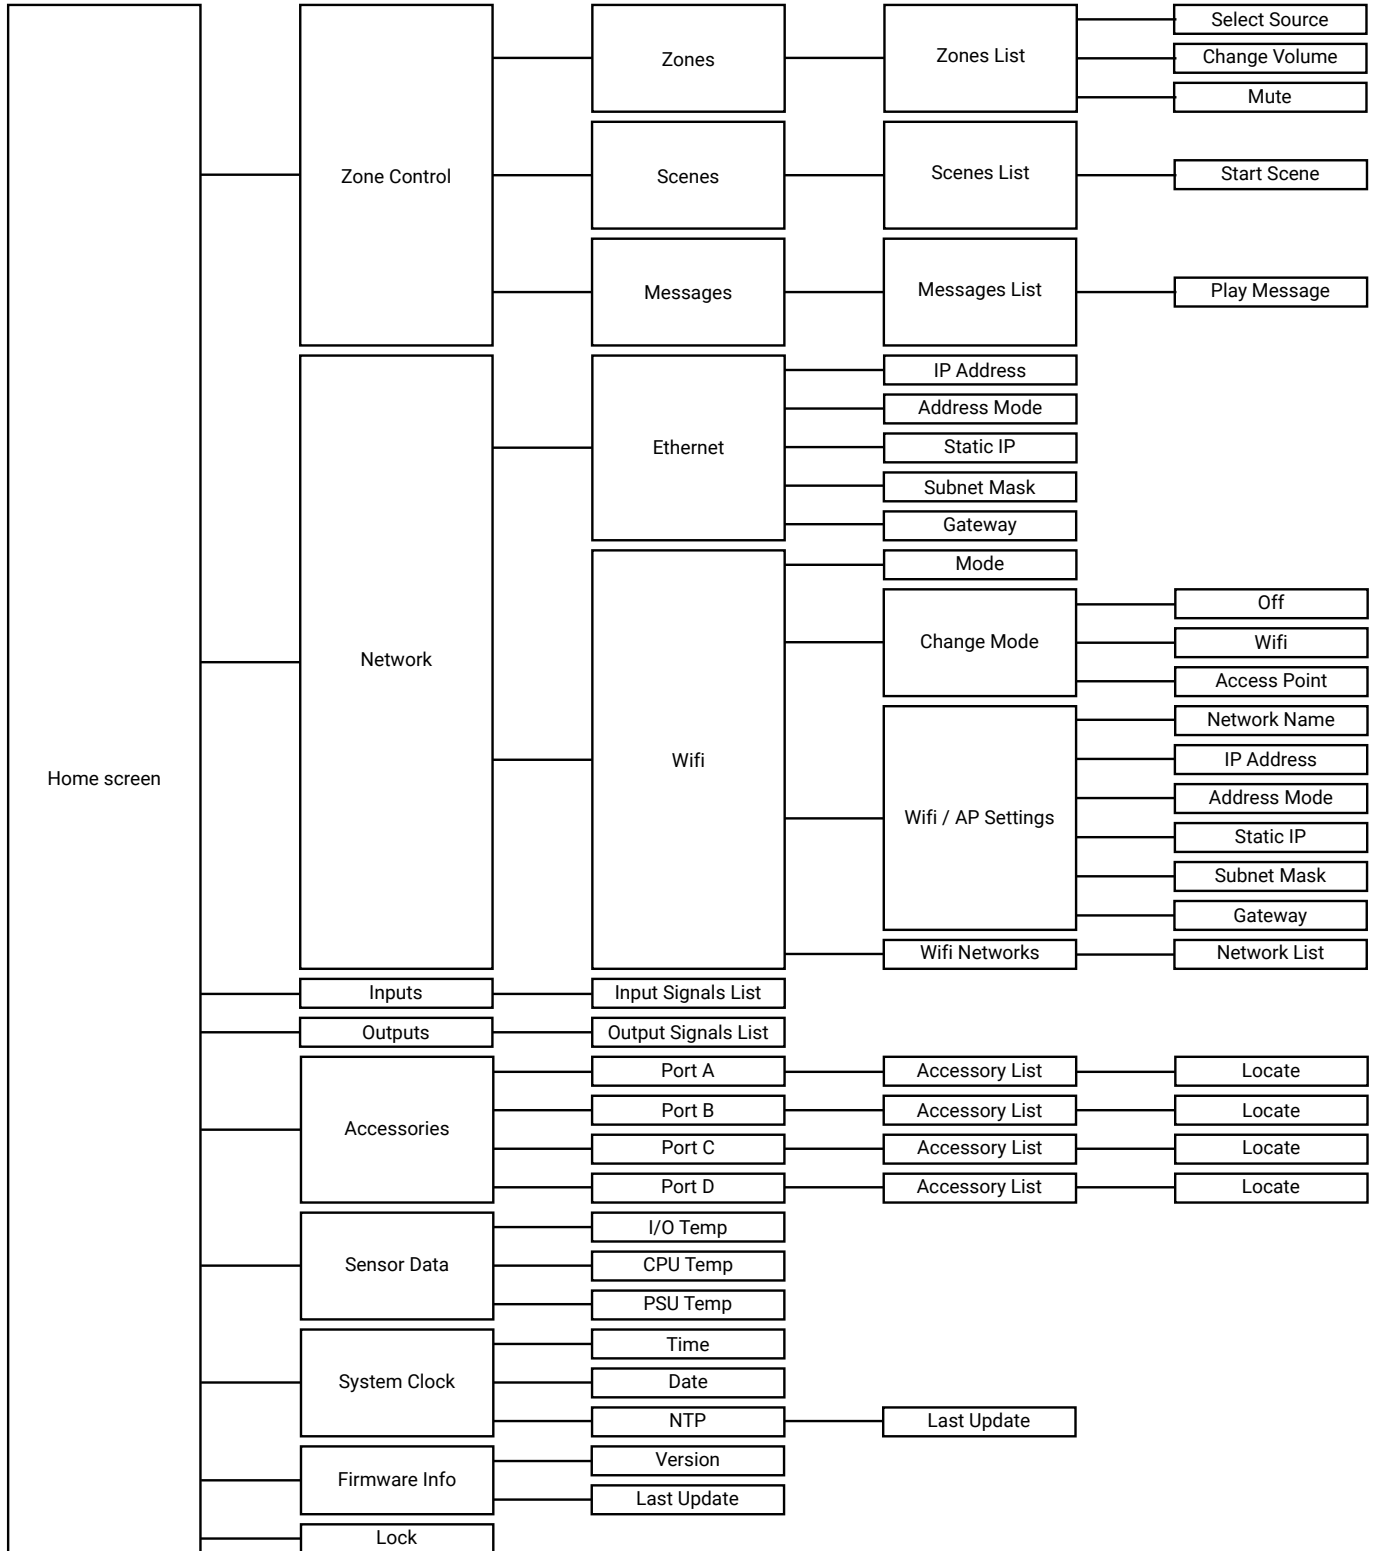 Home screen
Zone Control
Zones
Zones List
Select Source
Change Volume
Mute
Scenes
Scenes List
Start Scene
Messages
Messages List
Play Message
Network
Ethernet
IP Address
Address Mode
Static IP
Subnet Mask
Gateway
Wifi
Mode
Change Mode
Off
Wifi
Access Point
Wifi / AP Settings
Network Name
IP Address
Address Mode
Static IP
Subnet Mask
Gateway
Wifi Networks
Network List
Inputs
Input Signals List
Outputs
Output Signals List
Accessories
Port A
Accessory List
Locate
Port B
Accessory List
Locate
Port C
Accessory List
Locate
Port D
Accessory List
Locate
Sensor Data
I/O Temp
CPU Temp
PSU Temp
System Clock
Time
Date
NTP
Last Update
Firmware Info
Version
Last Update
Lock